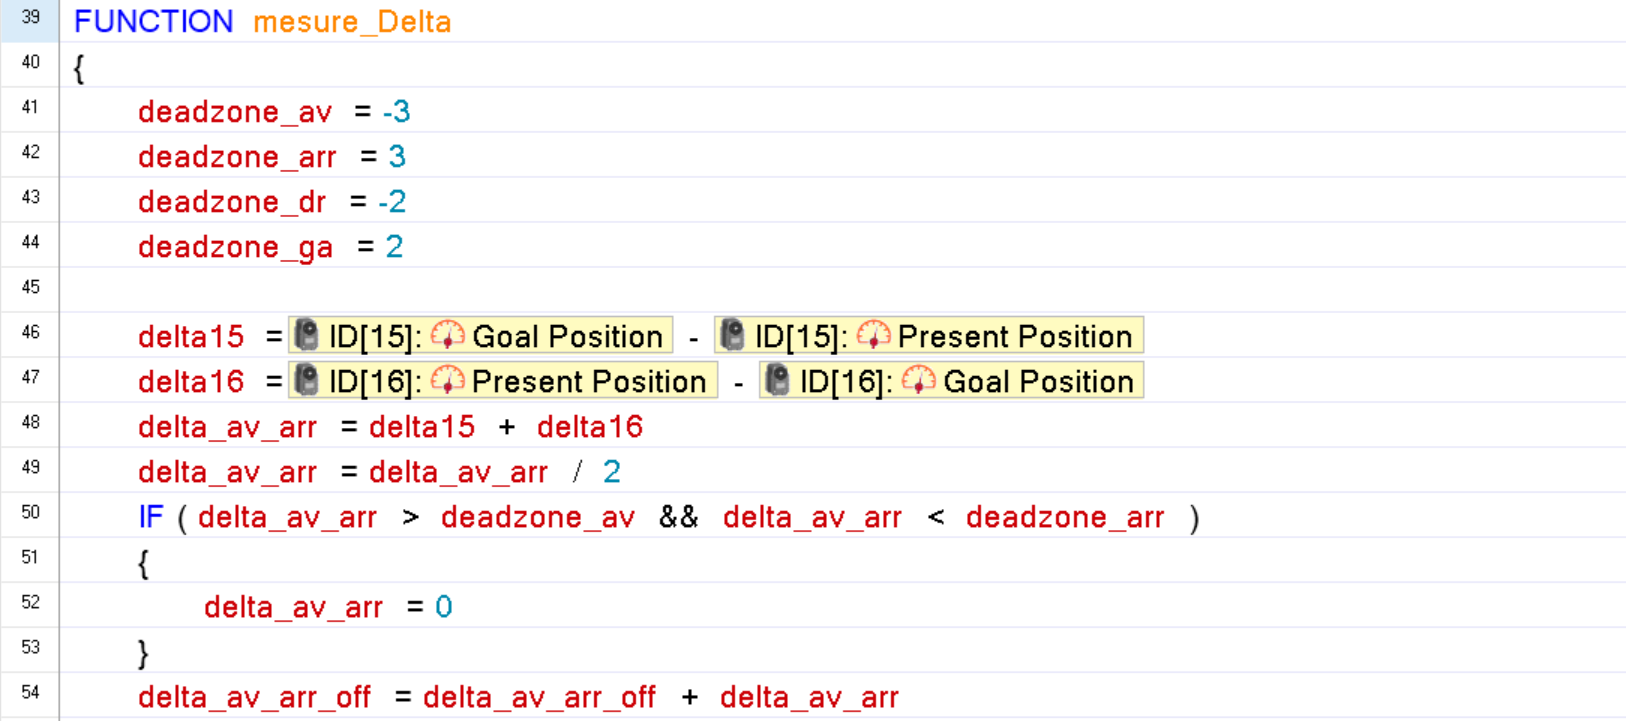 39 FUNCTION mesure_Delta
40 {
41 deadzone_av = -3
42 deadzone_arr = 3
43 deadzone_dr = -2
44 deadzone_ga = 2
45
46 delta15 = ID[15]: Goal Position - ID[15]: Present Position
47 delta16 = ID[16]: Present Position - ID[16]: Goal Position
48 delta_av_arr = delta15 + delta16
49 delta_av_arr = delta_av_arr / 2
50 IF ( delta_av_arr > deadzone_av && delta_av_arr < deadzone_arr )
51 {
52 delta_av_arr = 0
53 }
54 delta_av_arr_off = delta_av_arr_off + delta_av_arr